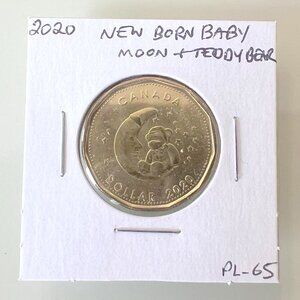 2020 NEW BORN BABY
MOON + TEDDY BEAR
CANADA
DOLLAR 2020
PL-65